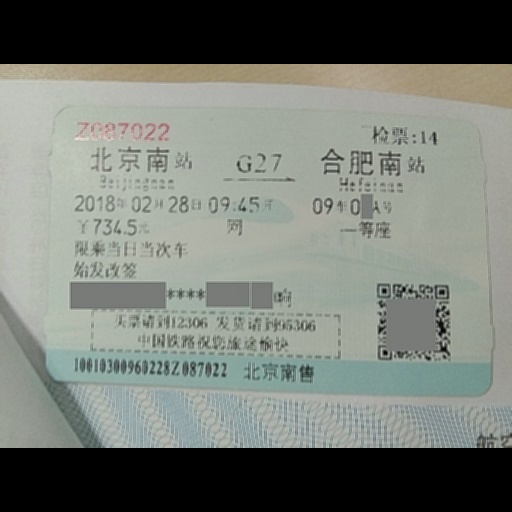 Z087022 检票:14
北京南站 G27 合肥南站
Beijingnan Hefeinan
2018年02月28日09:45开 09车0 A号
￥734.5元 网 一等座
限乘当日当次车
始发改签
****
买票请到12306 发货请到95306
中国铁路祝您旅途愉快
10010300960228Z087022 北京南售
航空